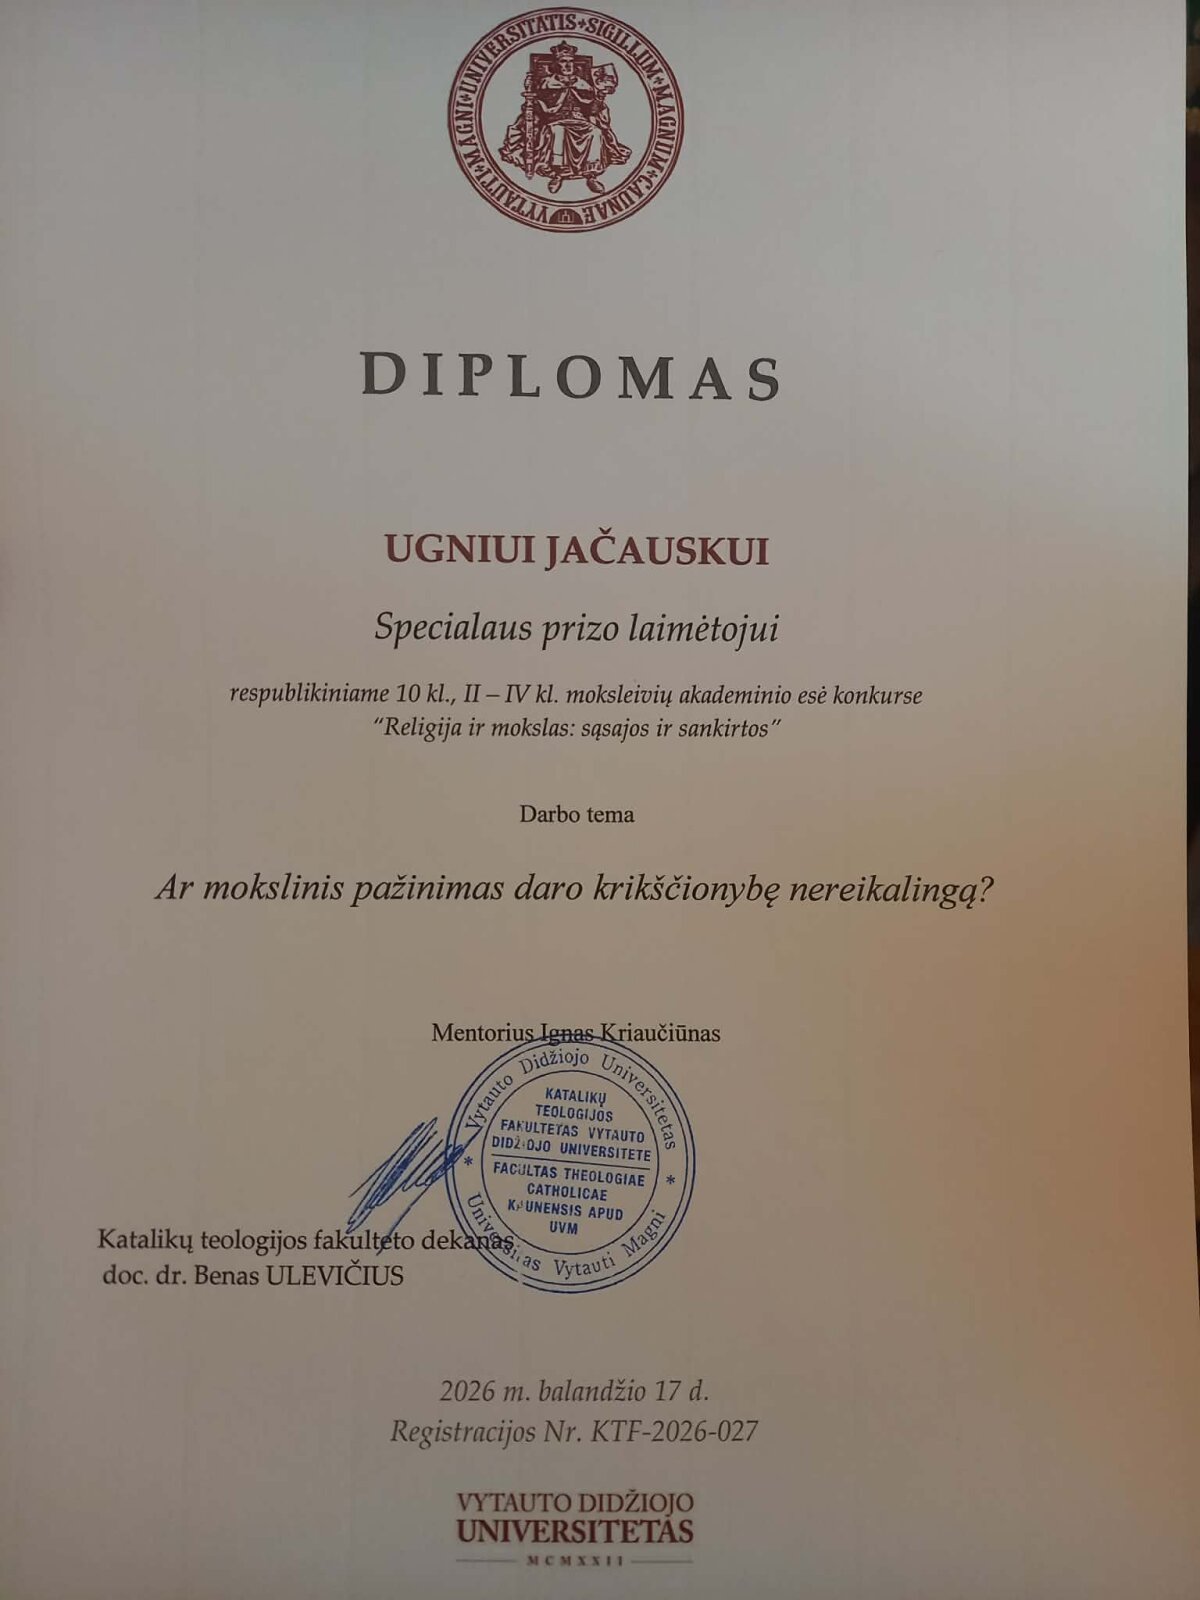 VYTAUTI·MAGNI·UNIVERSITATIS+SIGILLUM+MAGNUM+CAUNAE
DIPLOMAS
UGNIUI JAČAUSKUI
Specialaus prizo laimėtojui
respublikiniame 10 kl., II – IV kl. moksleivių akademinio esė konkurse
“Religija ir mokslas: sąsajos ir sankirtos”
Darbo tema
Ar mokslinis pažinimas daro krikščionybę nereikalingą?
Mentorius Ignas Kriaučiūnas
* Vytauto Didžiojo Universitetas *
KATALIKŲ
TEOLOGIJOS
FAKULTETAS VYTAUTO
DIDŽIOJO UNIVERSITETE
FACULTAS THEOLOGIAE
CATHOLICAE
KAUNENSIS APUD
UVM
Universitas Vytauti Magni
Katalikų teologijos fakulteto dekanas
doc. dr. Benas ULEVIČIUS
2026 m. balandžio 17 d.
Registracijos Nr. KTF-2026-027
VYTAUTO DIDŽIOJO
UNIVERSITETAS
MCMXXII